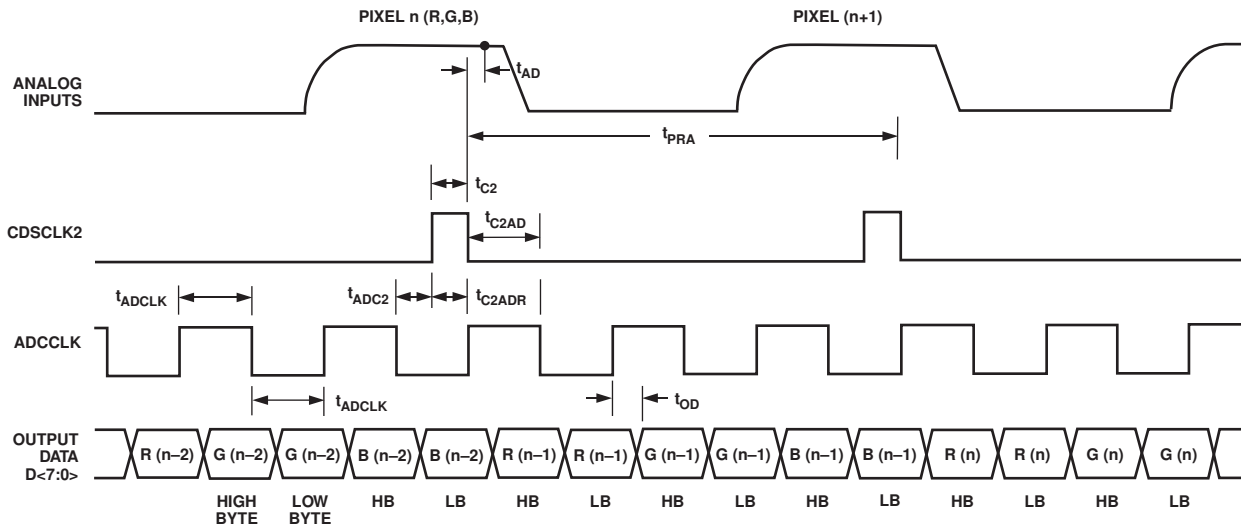 PIXEL n (R,G,B)
PIXEL (n+1)
ANALOG
INPUTS
tAD
tPRA
tC2
CDSCLK2
tC2AD
tADCLK
tADC2
tC2ADR
ADCCLK
tADCLK
tOD
OUTPUT
DATA
D<7:0>
R (n–2) G (n–2) G (n–2) B (n–2) B (n–2) R (n–1) R (n–1) G (n–1) G (n–1) B (n–1) B (n–1) R (n) R (n) G (n) G (n)
HIGH
BYTE
LOW
BYTE
HB LB HB LB HB LB HB LB HB LB HB LB